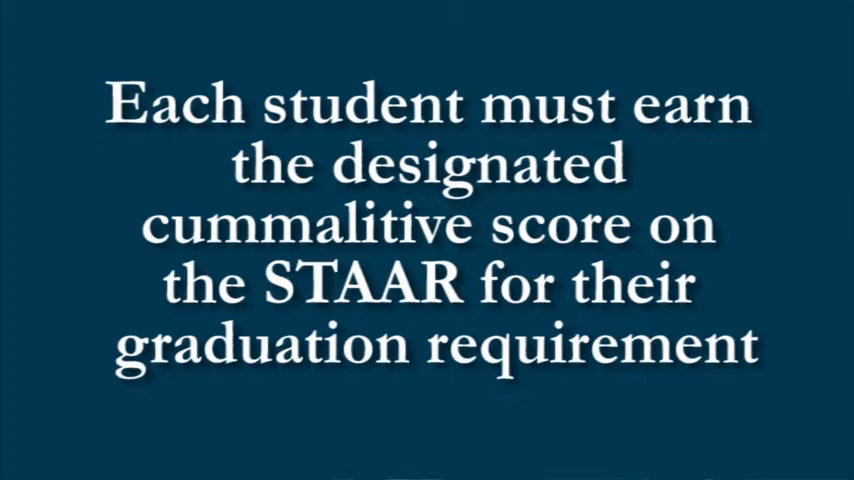 Each student must earn
the designated
cummalitive score on
the STAAR for their
graduation requirement